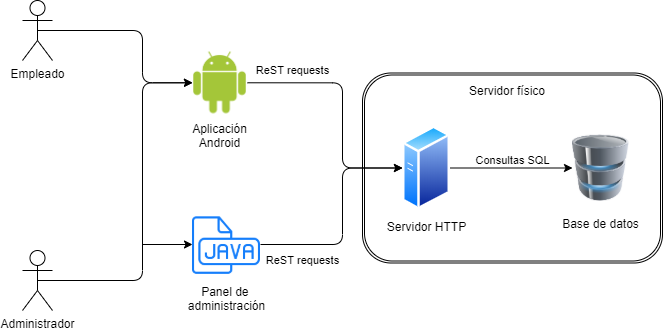 Empleado
ReST requests
Servidor físico
Aplicación
Android
Consultas SQL
Servidor HTTP
Base de datos
JAVA
ReST requests
Panel de
administración
Administrador